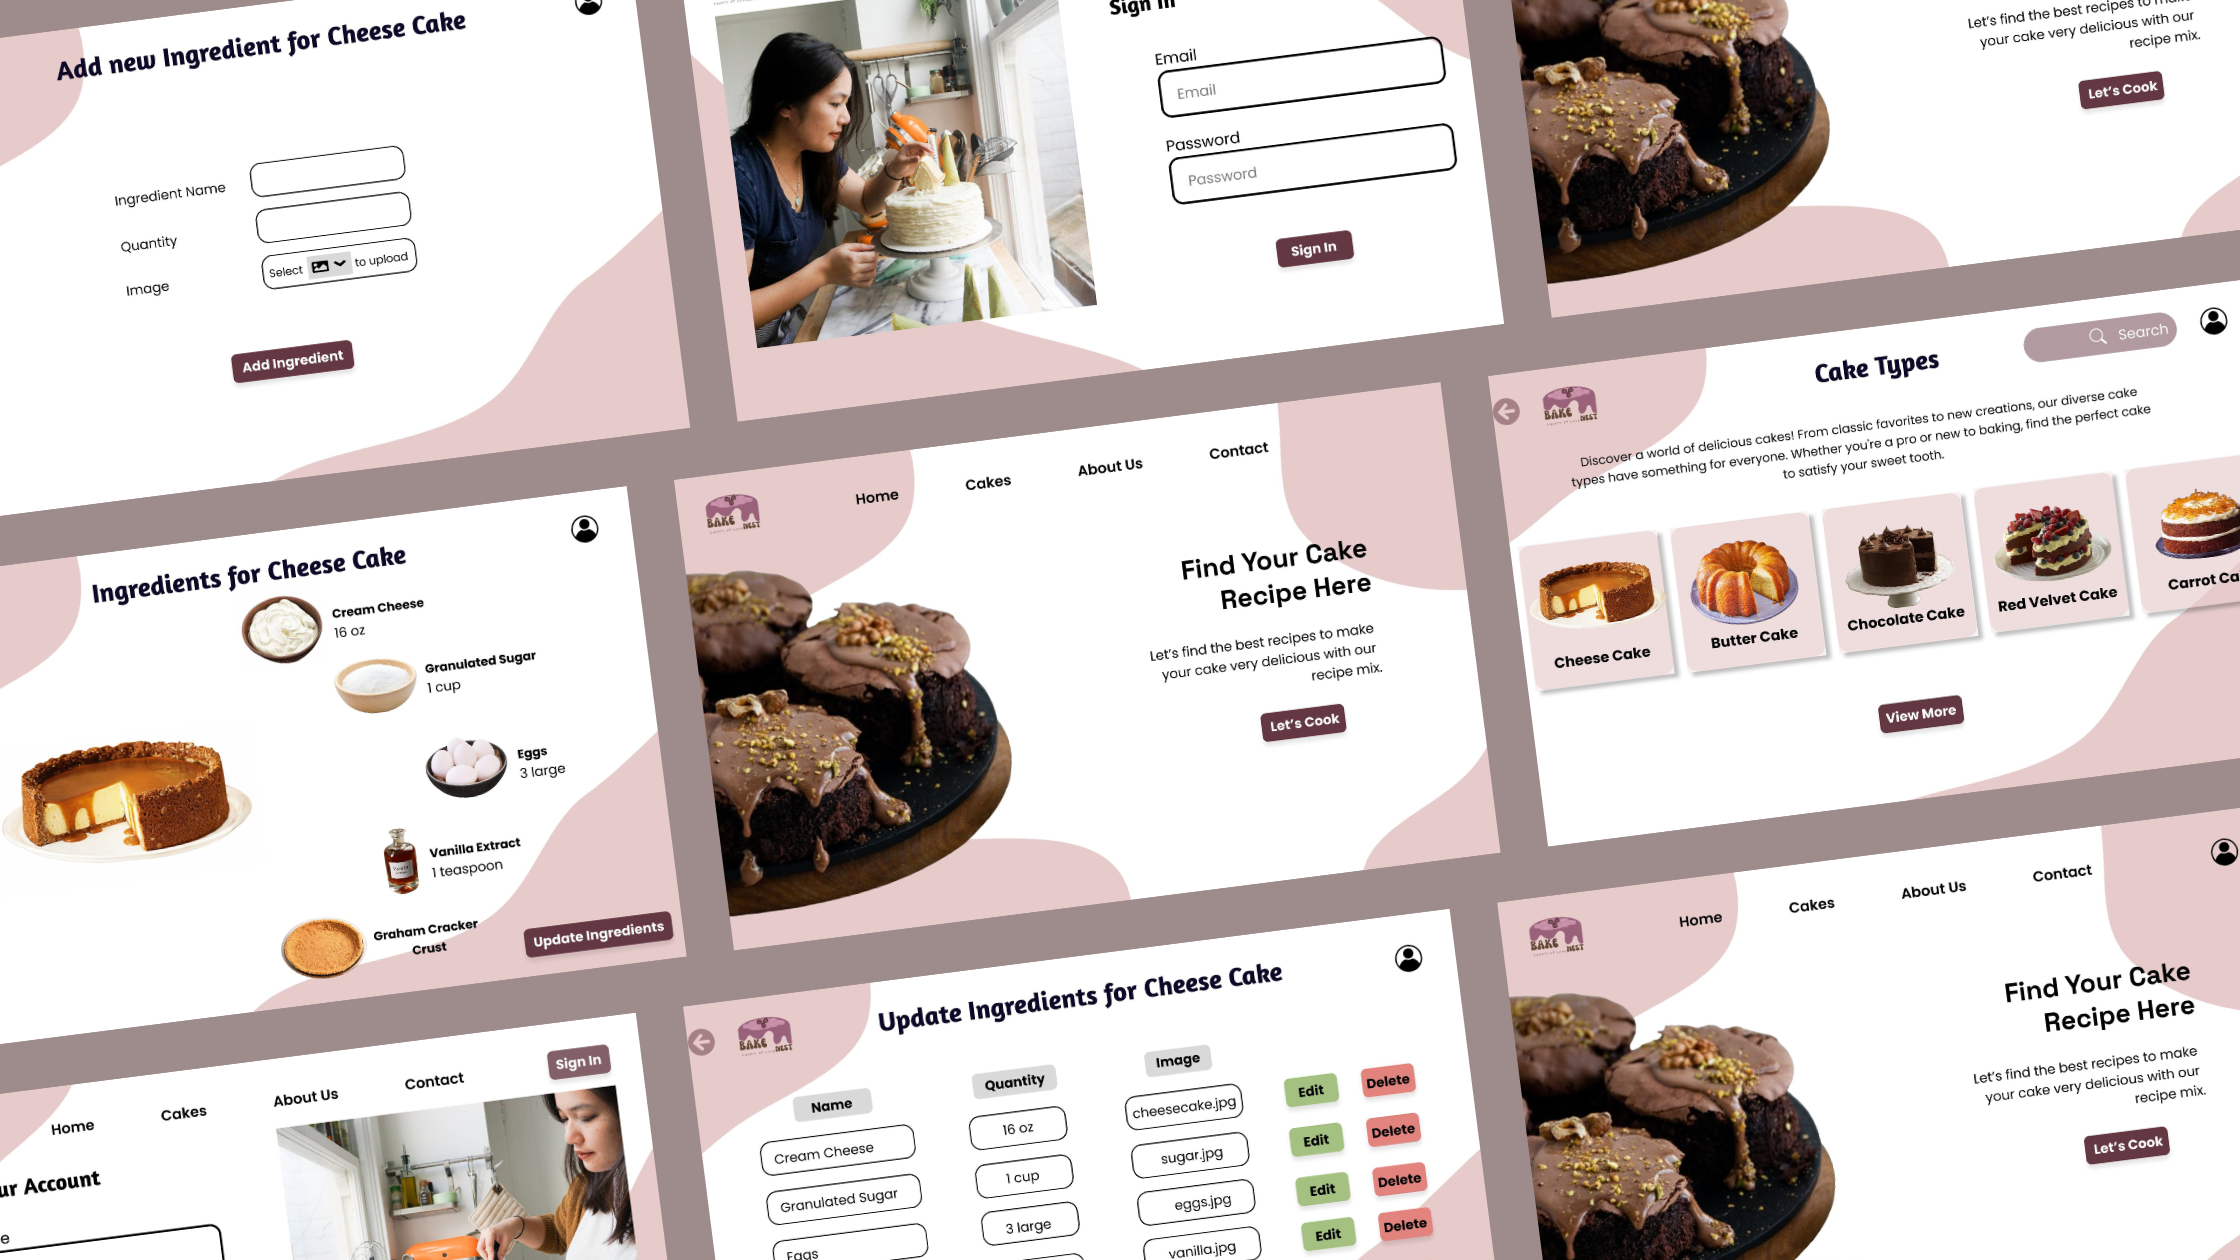 Add new Ingredient for Cheese Cake
Ingredient Name
Quantity
Image
Select
to upload
Add Ingredient
Sign In
Email
Email
Password
Password
Sign In
Let's find the best recipes to make
your cake very delicious with our
recipe mix.
Let's Cook
Ingredients for Cheese Cake
Cream Cheese
16 oz
Granulated Sugar
1 cup
Eggs
3 large
Vanilla Extract
1 teaspoon
Graham Cracker
Crust
Update Ingredients
BAKE
NEST
Home
Cakes
About Us
Contact
Find Your Cake
Recipe Here
Let's find the best recipes to make
your cake very delicious with our
recipe mix.
Let's Cook
BAKE
NEST
Cake Types
Search
Discover a world of delicious cakes! From classic favorites to new creations, our diverse cake
types have something for everyone. Whether you're a pro or new to baking, find the perfect cake
to satisfy your sweet tooth.
Cheese Cake
Butter Cake
Chocolate Cake
Red Velvet Cake
Carrot Ca
View More
Home
Cakes
About Us
Contact
Sign In
ur Account
e
BAKE
NEST
Update Ingredients for Cheese Cake
Name
Quantity
Image
Cream Cheese
16 oz
cheesecake.jpg
Edit
Delete
Granulated Sugar
1 cup
sugar.jpg
Edit
Delete
Eggs
3 large
eggs.jpg
Edit
Delete
vanilla.jpg
Edit
Delete
BAKE
NEST
Home
Cakes
About Us
Contact
Find Your Cake
Recipe Here
Let's find the best recipes to make
your cake very delicious with our
recipe mix.
Let's Cook